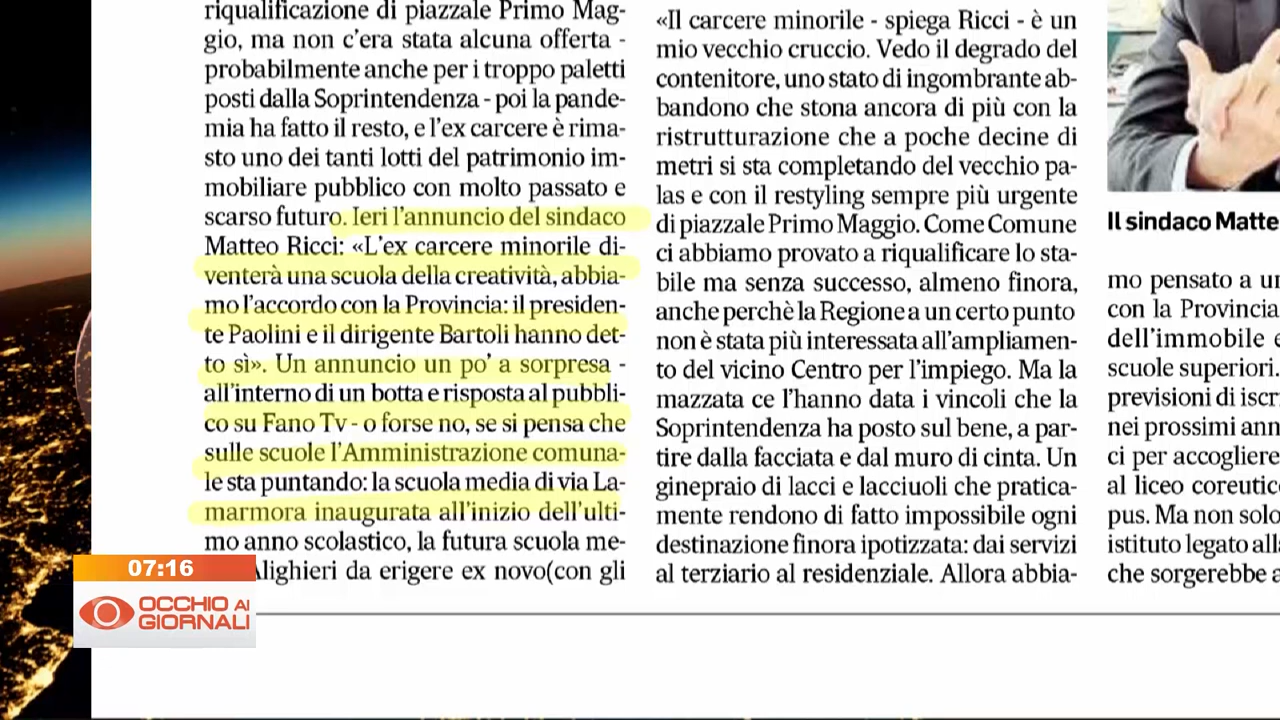 riqualificazione di piazzale Primo Mag-
gio, ma non c'era stata alcuna offerta -
probabilmente anche per i troppo paletti
posti dalla Soprintendenza - poi la pande-
mia ha fatto il resto, e l'ex carcere è rima-
sto uno dei tanti lotti del patrimonio im-
mobiliare pubblico con molto passato e
scarso futuro. Ieri l'annuncio del sindaco
Matteo Ricci: «L'ex carcere minorile di-
venterà una scuola della creatività, abbia-
mo l'accordo con la Provincia: il presiden-
te Paolini e il dirigente Bartoli hanno det-
to sì». Un annuncio un po' a sorpresa -
all'interno di un botta e risposta al pubbli-
co su Fano Tv - o forse no, se si pensa che
sulle scuole l'Amministrazione comuna-
le sta puntando: la scuola media di via La-
marmora inaugurata all'inizio dell'ulti-
mo anno scolastico, la futura scuola me-
Alighieri da erigere ex novo(con gli
«Il carcere minorile - spiega Ricci - è un
mio vecchio cruccio. Vedo il degrado del
contenitore, uno stato di ingombrante ab-
bandono che stona ancora di più con la
ristrutturazione che a poche decine di
metri si sta completando del vecchio pa-
las e con il restyling sempre più urgente
di piazzale Primo Maggio. Come Comune
ci abbiamo provato a riqualificare lo sta-
bile ma senza successo, almeno finora,
anche perchè la Regione a un certo punto
non è stata più interessata all'ampliamen-
to del vicino Centro per l'impiego. Ma la
mazzata ce l'hanno data i vincoli che la
Soprintendenza ha posto sul bene, a par-
tire dalla facciata e dal muro di cinta. Un
ginepraio di lacci e lacciuoli che pratica-
mente rendono di fatto impossibile ogni
destinazione finora ipotizzata: dai servizi
al terziario al residenziale. Allora abbia-
Il sindaco Matte
mo pensato a
con la Provincia
dell'immobile e
scuole superiori.
previsioni di iscr
nei prossimi ann
ci per accogliere
al liceo coreutic
pus. Ma non solo
istituto legato all
che sorgerebbe a
07:16
OCCHIO AI
GIORNALI